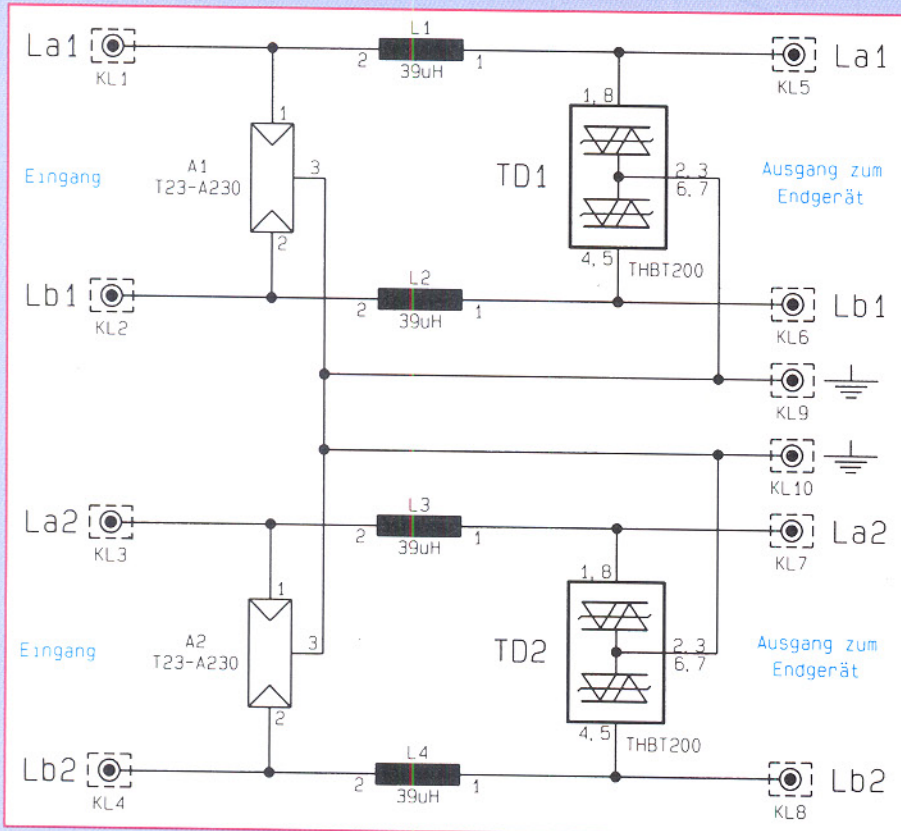 La1
KL1
L1
2
39uH
1
KL5
La1
1
A1
T23-A230
3
2
Eingang
1,8
TD1
2,3
6,7
4,5
THBT200
Ausgang zum
Endgerät
Lb1
KL2
L2
2
39uH
1
KL6
Lb1
KL9
KL10
La2
KL3
L3
2
39uH
1
KL7
La2
1
A2
T23-A230
3
2
Eingang
1,8
TD2
2,3
6,7
4,5
THBT200
Ausgang zum
Endgerät
Lb2
KL4
L4
2
39uH
1
KL8
Lb2